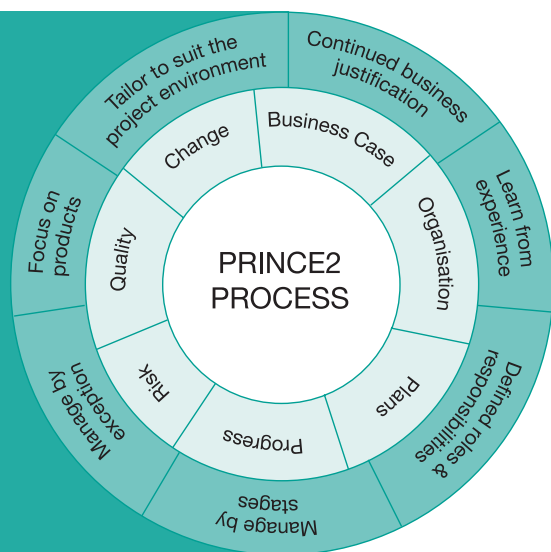 Tailor to suit the
project environment
Continued business
justification
Learn from
experience
Defined roles &
responsibilities
Manage by
stages
Manage by
exception
Focus on
products
Change
Business Case
Organisation
Plans
Progress
Risk
Quality
PRINCE2
PROCESS